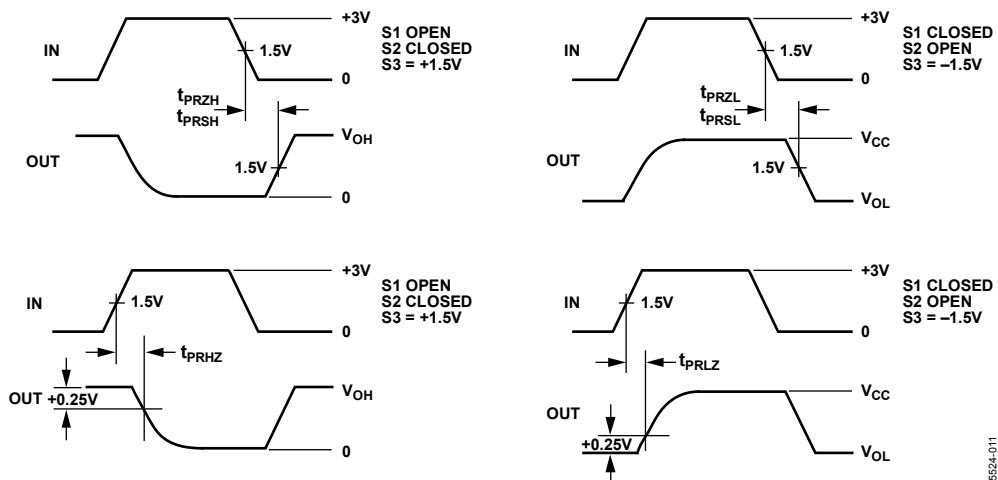 +3V
IN
1.5V
S1 OPEN
S2 CLOSED
S3 = +1.5V
0
tPRZH
tPRSH
VOH
OUT
1.5V
0
+3V
IN
1.5V
S1 CLOSED
S2 OPEN
S3 = –1.5V
0
tPRZL
tPRSL
VCC
OUT
1.5V
VOL
+3V
IN
1.5V
S1 OPEN
S2 CLOSED
S3 = +1.5V
0
tPRHZ
VOH
OUT +0.25V
0
+3V
IN
1.5V
S1 CLOSED
S2 OPEN
S3 = –1.5V
0
tPRLZ
VCC
OUT
+0.25V
VOL
5524-011